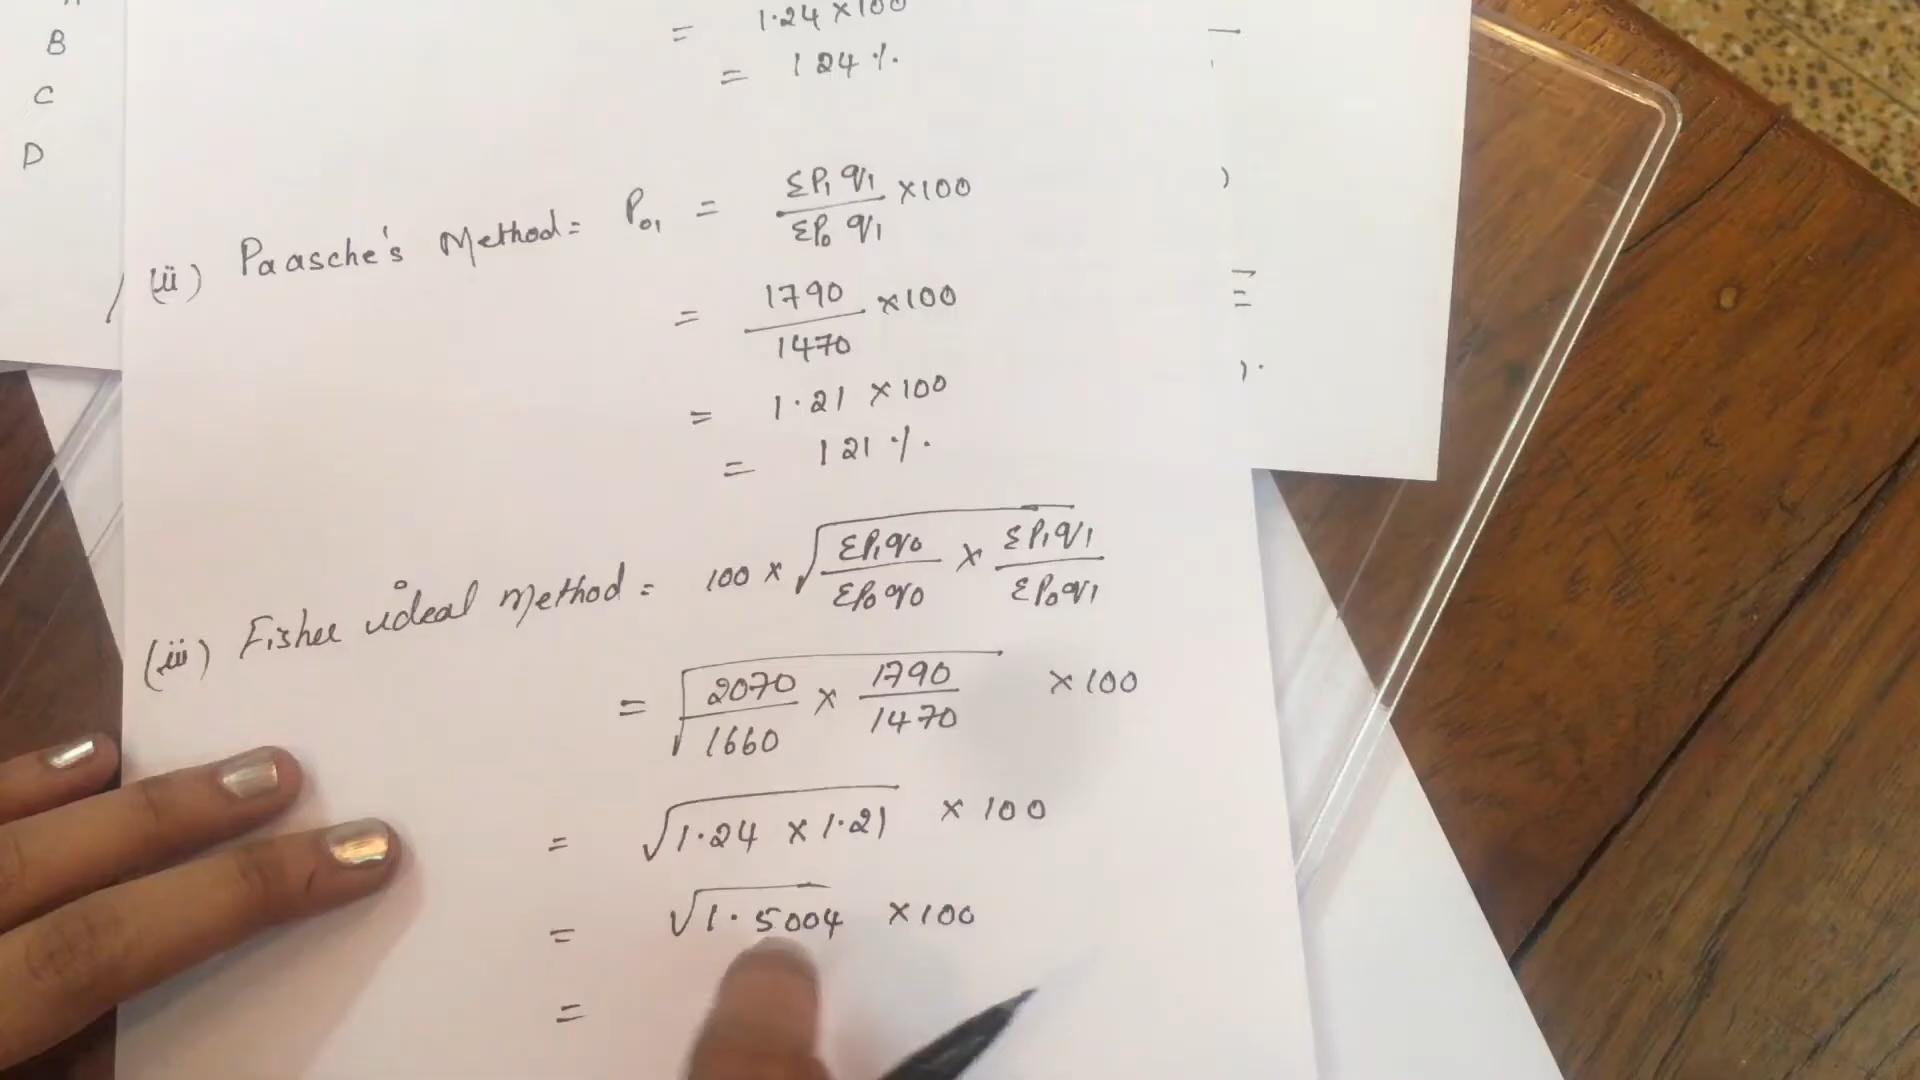 B
C
D
= 1.24 × 100
= 124 %.
(ii) Paasche's Method = P₀₁ = ΣP₁q₁ / ΣP₀q₁ × 100
= 1790 / 1470 × 100
= 1.21 × 100
= 121 %.
(iii) Fisher ideal Method = 100 × √(ΣP₁q₀ / ΣP₀q₀ × ΣP₁q₁ / ΣP₀q₁)
= √(2070 / 1660 × 1790 / 1470) × 100
= √(1.24 × 1.21) × 100
= √1.5004 × 100
=